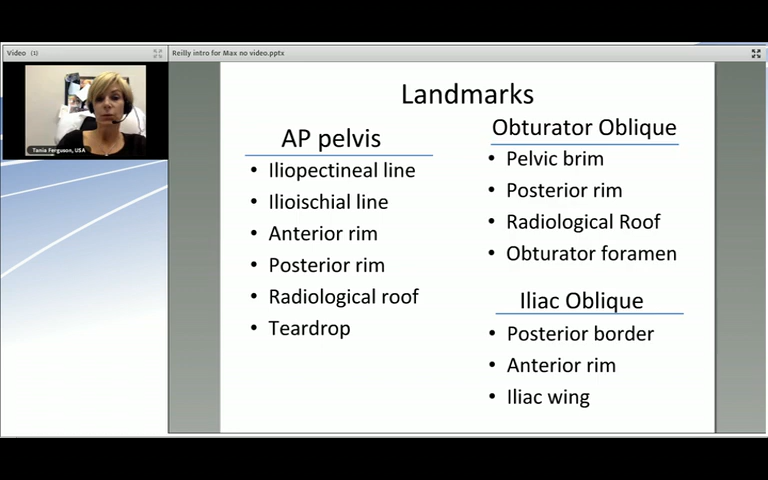 Video (1)
Reilly intro for Max no video.pptx
Tania Ferguson, USA
Landmarks
AP pelvis
• Iliopectineal line
• Ilioischial line
• Anterior rim
• Posterior rim
• Radiological roof
• Teardrop
Obturator Oblique
• Pelvic brim
• Posterior rim
• Radiological Roof
• Obturator foramen
Iliac Oblique
• Posterior border
• Anterior rim
• Iliac wing